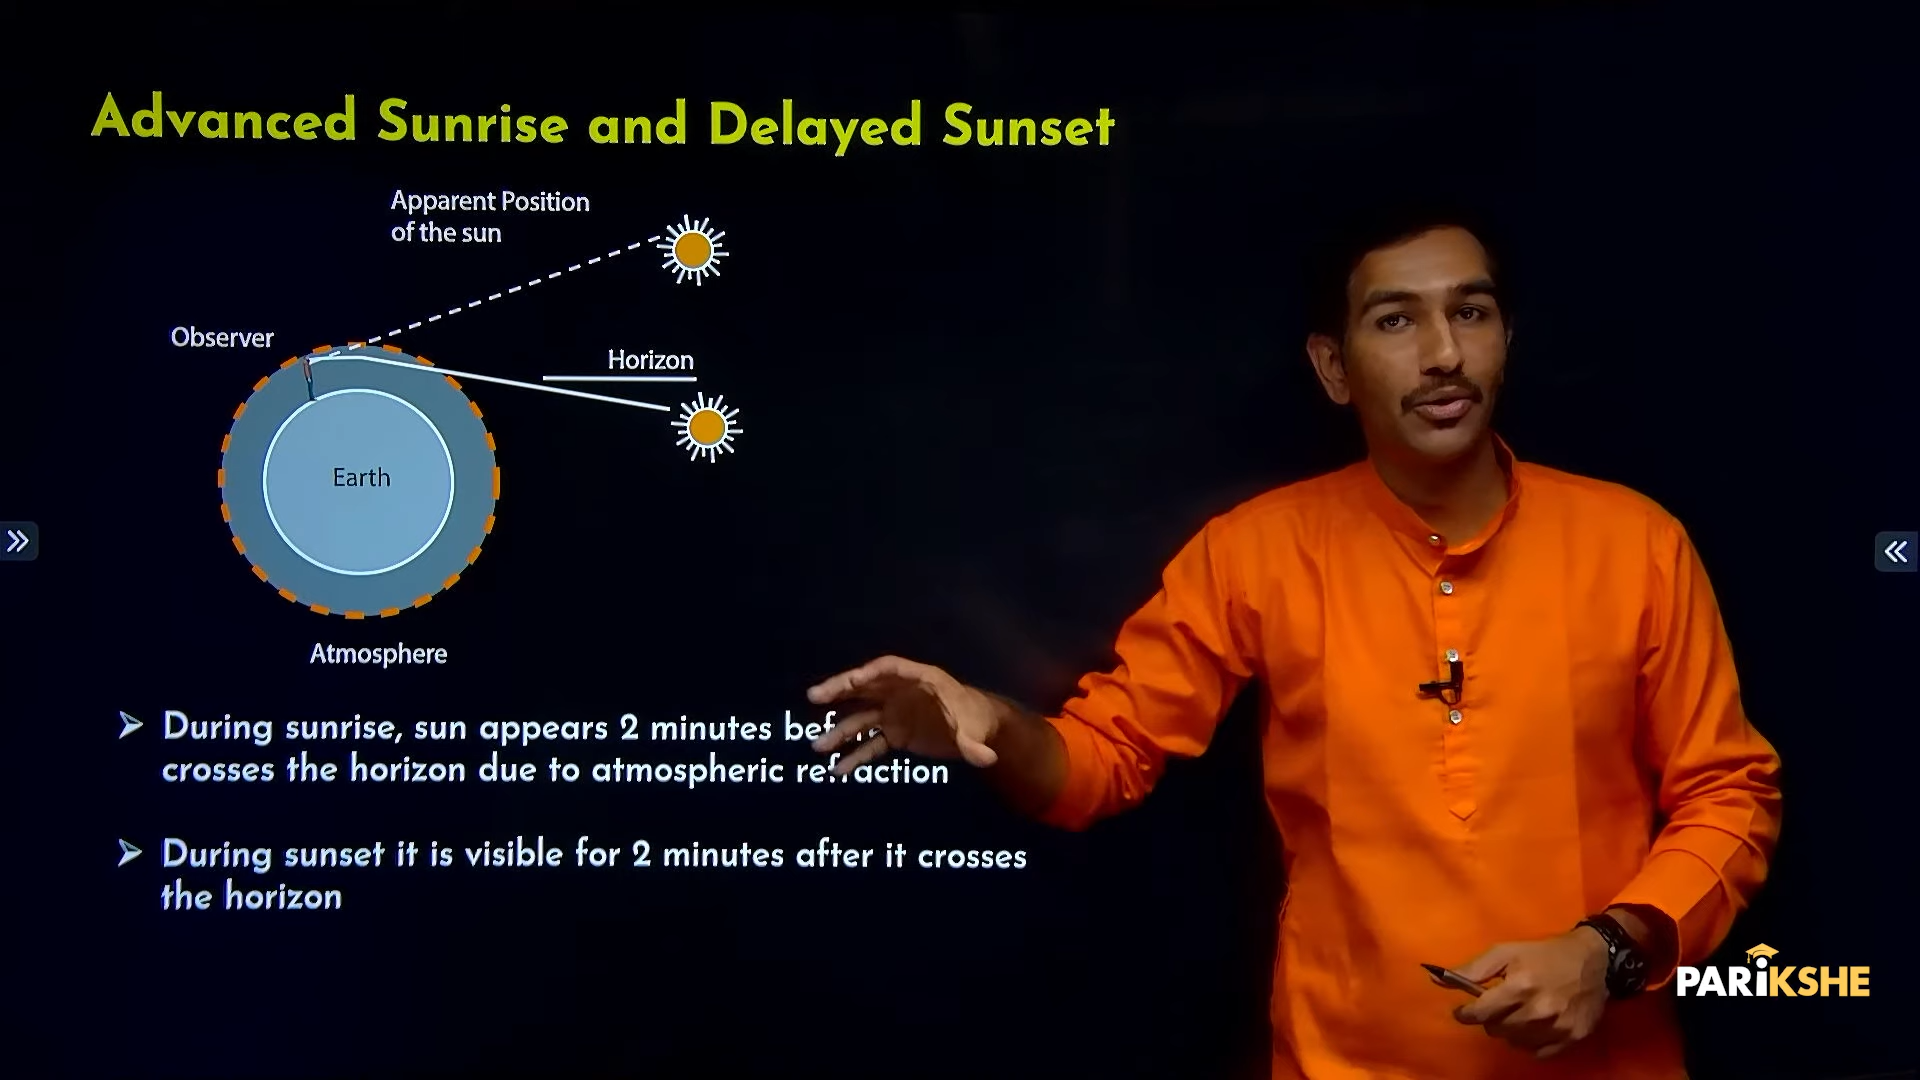 Advanced Sunrise and Delayed Sunset
Apparent Position
of the sun
Observer
Horizon
Earth
Atmosphere
During sunrise, sun appears 2 minutes
crosses the horizon due to atmospheric refraction
During sunset it is visible for 2 minutes after it crosses
the horizon
PARIKSHE